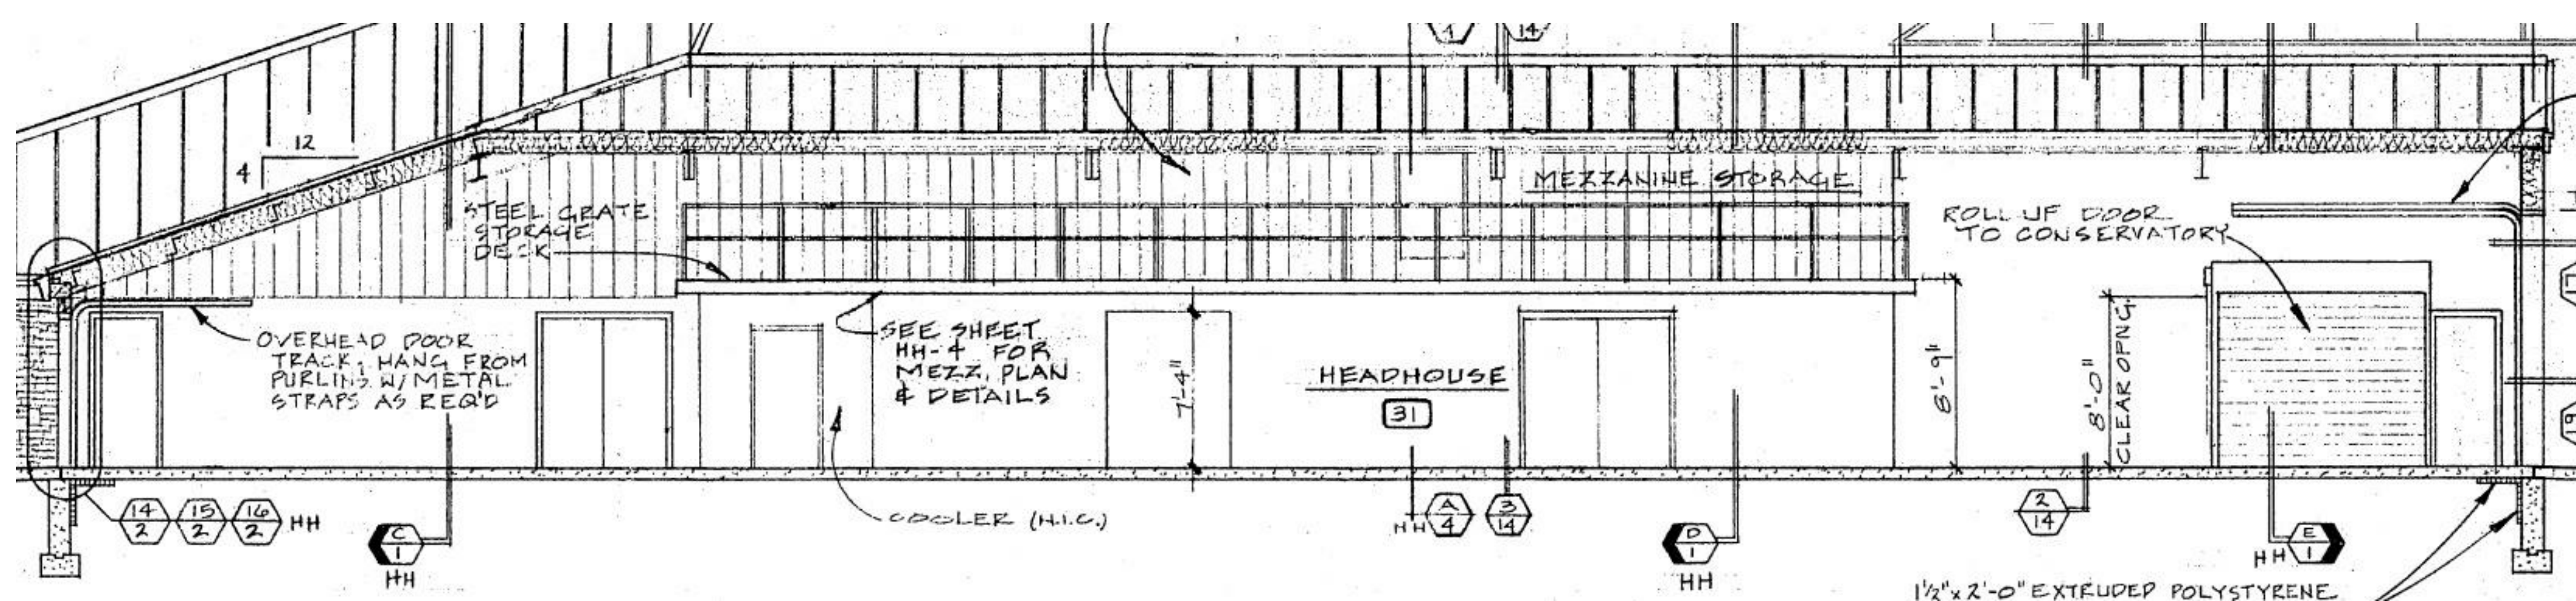 1
14
12
4
MEZZANINE STORAGE
STEEL GRATE
STORAGE
DECK
ROLL UP DOOR
TO CONSERVATORY
OVERHEAD DOOR
TRACK, HANG FROM
PURLINS W/ METAL
STRAPS AS REQ'D
SEE SHEET
HH-4 FOR
MEZZ. PLAN
& DETAILS
7'-4"
HEADHOUSE
31
8'-9"
8'-0"
CLEAR OPNG.
17
19
14
2
15
2
16
2
HH
C
1
HH
COOLER (N.I.C.)
HH
A
4
3
14
D
1
HH
2
14
HH
E
1
1½" x 2'-0" EXTRUDED POLYSTYRENE